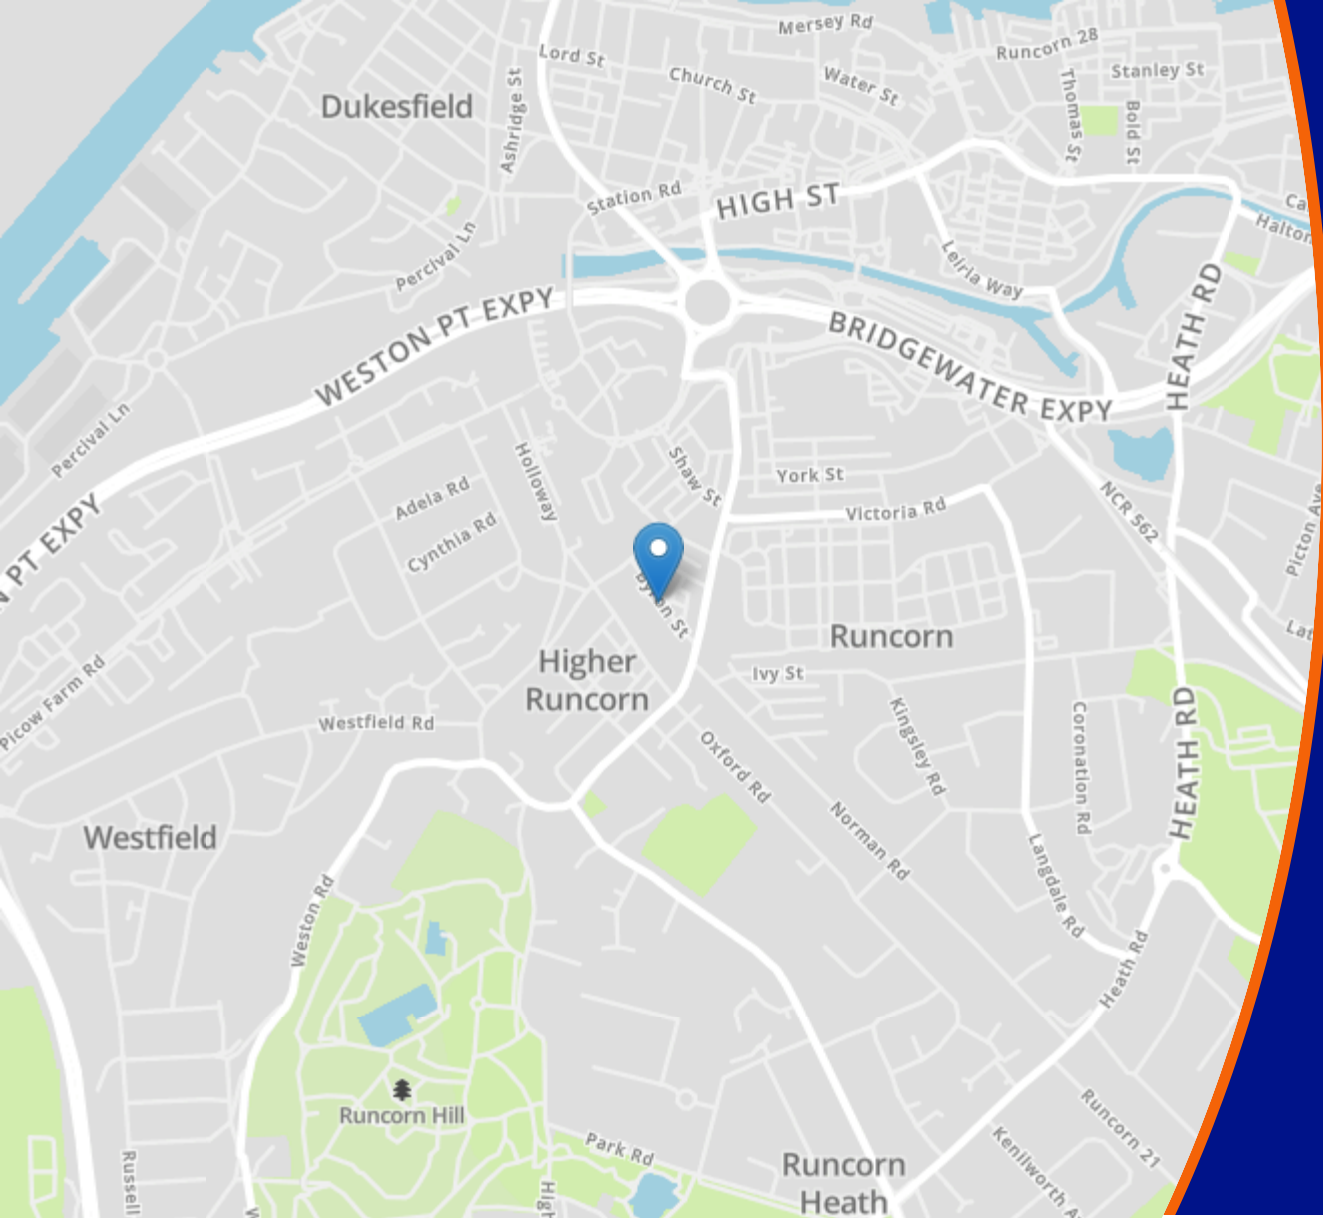 Mersey Rd
Lord St
Runcorn 28
Church St
Water St
Stanley St
Dukesfield
Ashridge St
Thomas St
Bold St
Station Rd
HIGH ST
Percival Ln
Leiria Way
Halton
HEATH RD
WESTON PT EXPY
BRIDGEWATER EXPY
Percival Ln
Holloway
Shaw St
York St
Adela Rd
Victoria Rd
NCR 562
Cynthia Rd
Picton Ave
N PT EXPY
Byron St
Runcorn
Higher
Runcorn
Ivy St
Picow Farm Rd
Westfield Rd
Kingsley Rd
Coronation Rd
HEATH RD
Oxford Rd
Norman Rd
Westfield
Langdale Rd
Weston Rd
Heath Rd
Runcorn Hill
Runcorn 21
Kenilworth A
Park Rd
Runcorn
Heath
Russell